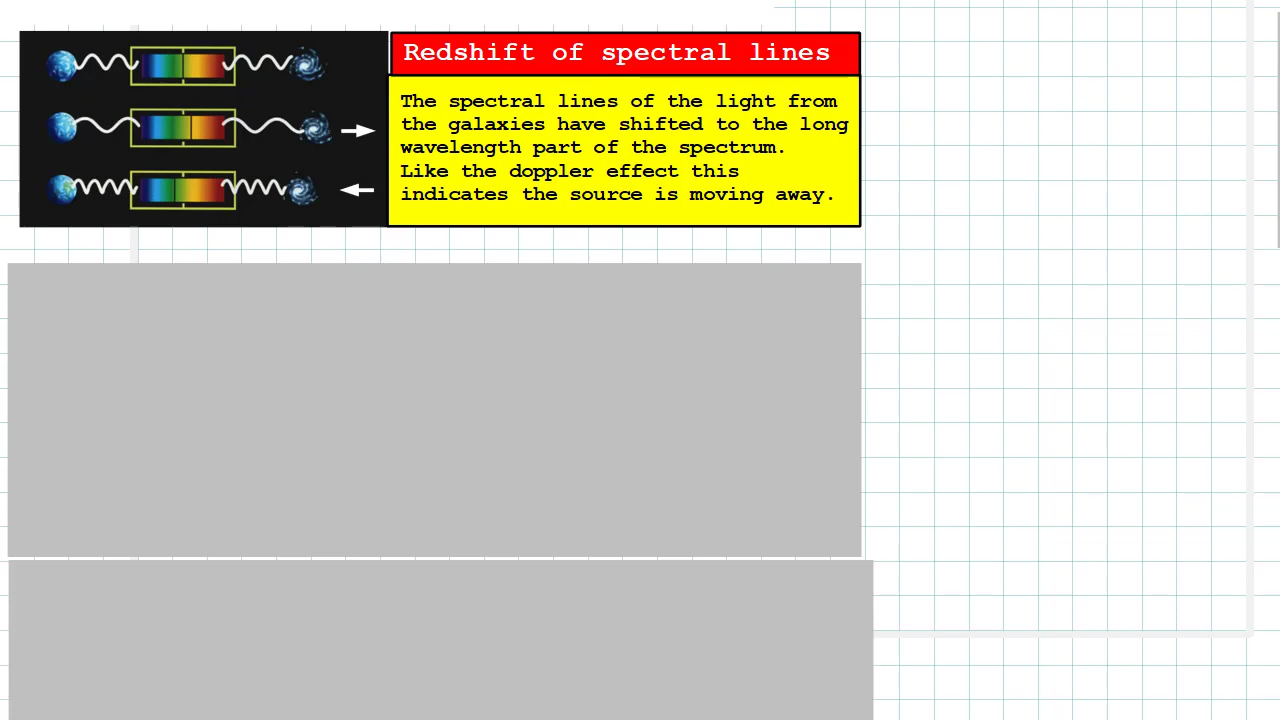 Redshift of spectral lines
The spectral lines of the light from
the galaxies have shifted to the long
wavelength part of the spectrum.
Like the doppler effect this
indicates the source is moving away.